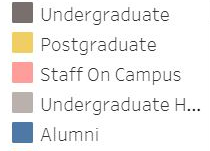 Undergraduate
Postgraduate
Staff On Campus
Undergraduate H...
Alumni